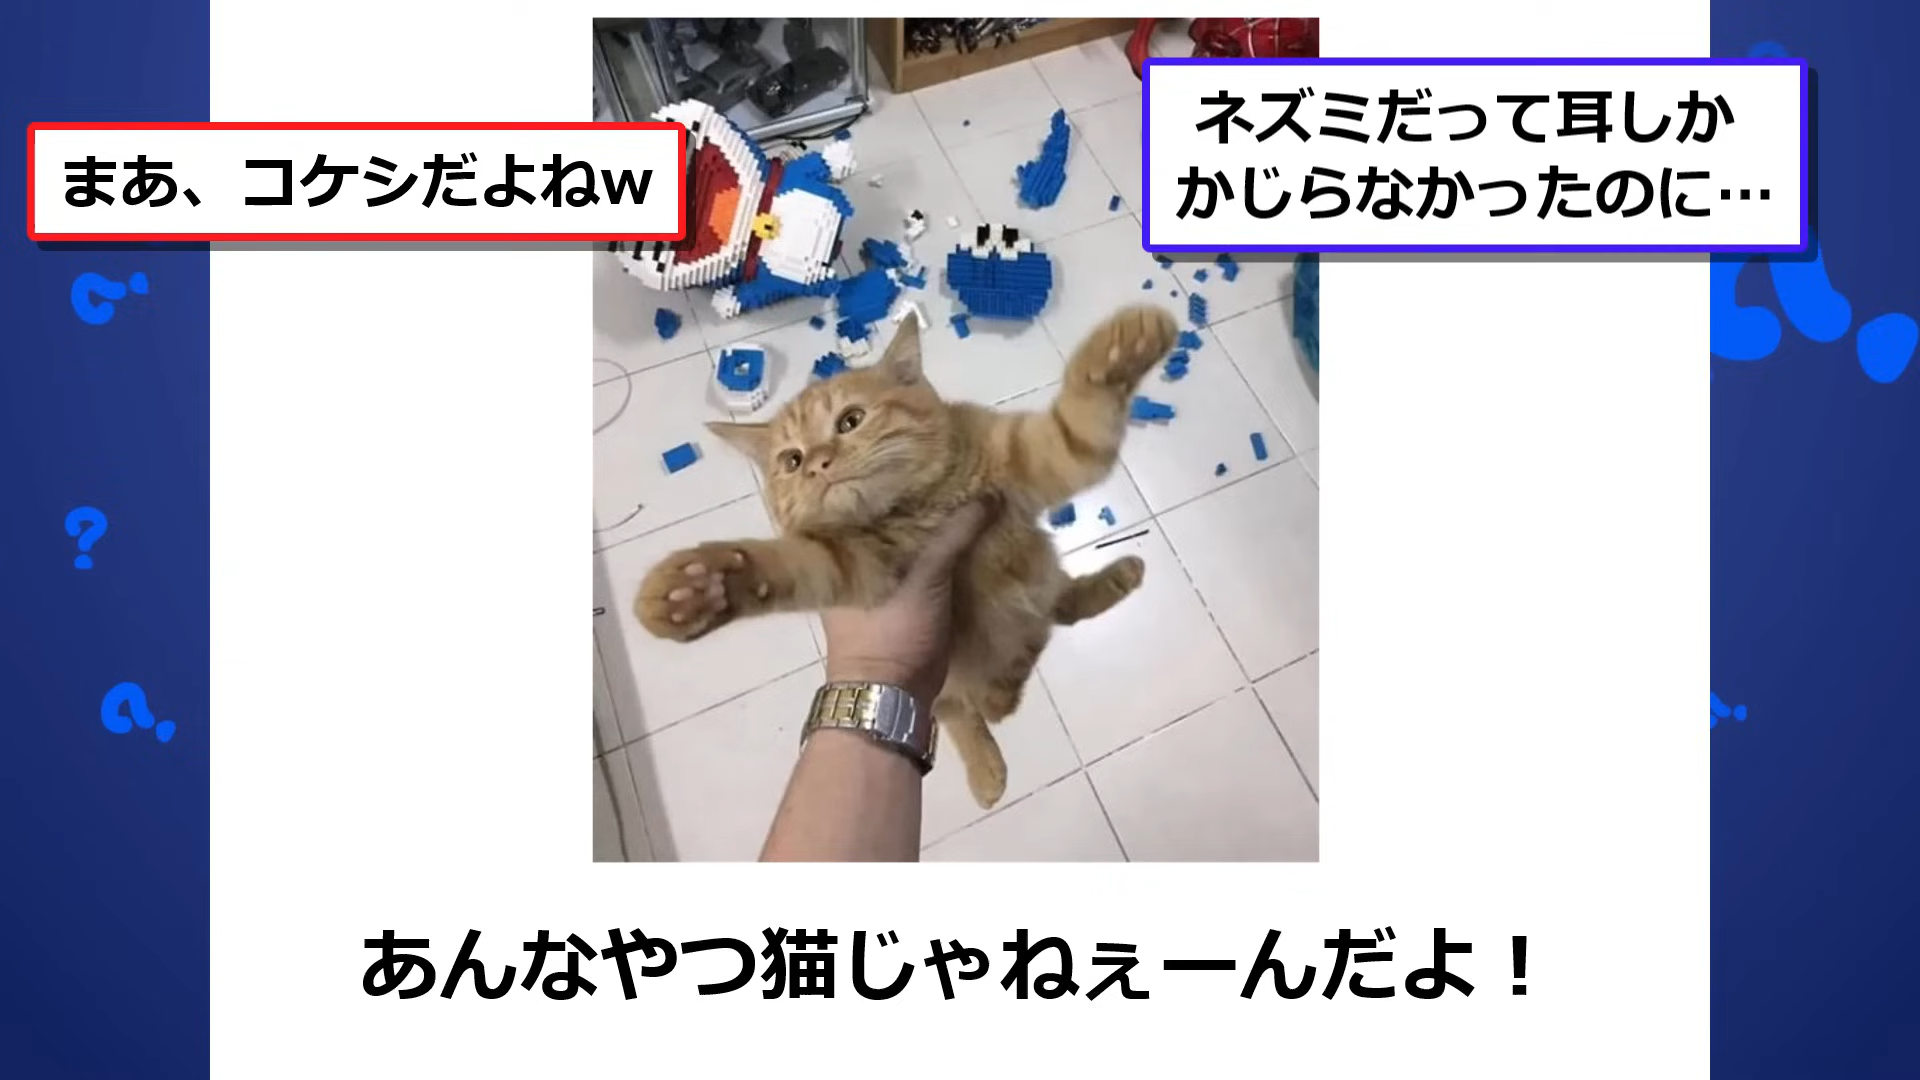 まあ、コケシだよねw
ネズミだって耳しか
かじらなかったのに…
あんなやつ猫じゃねぇーんだよ！